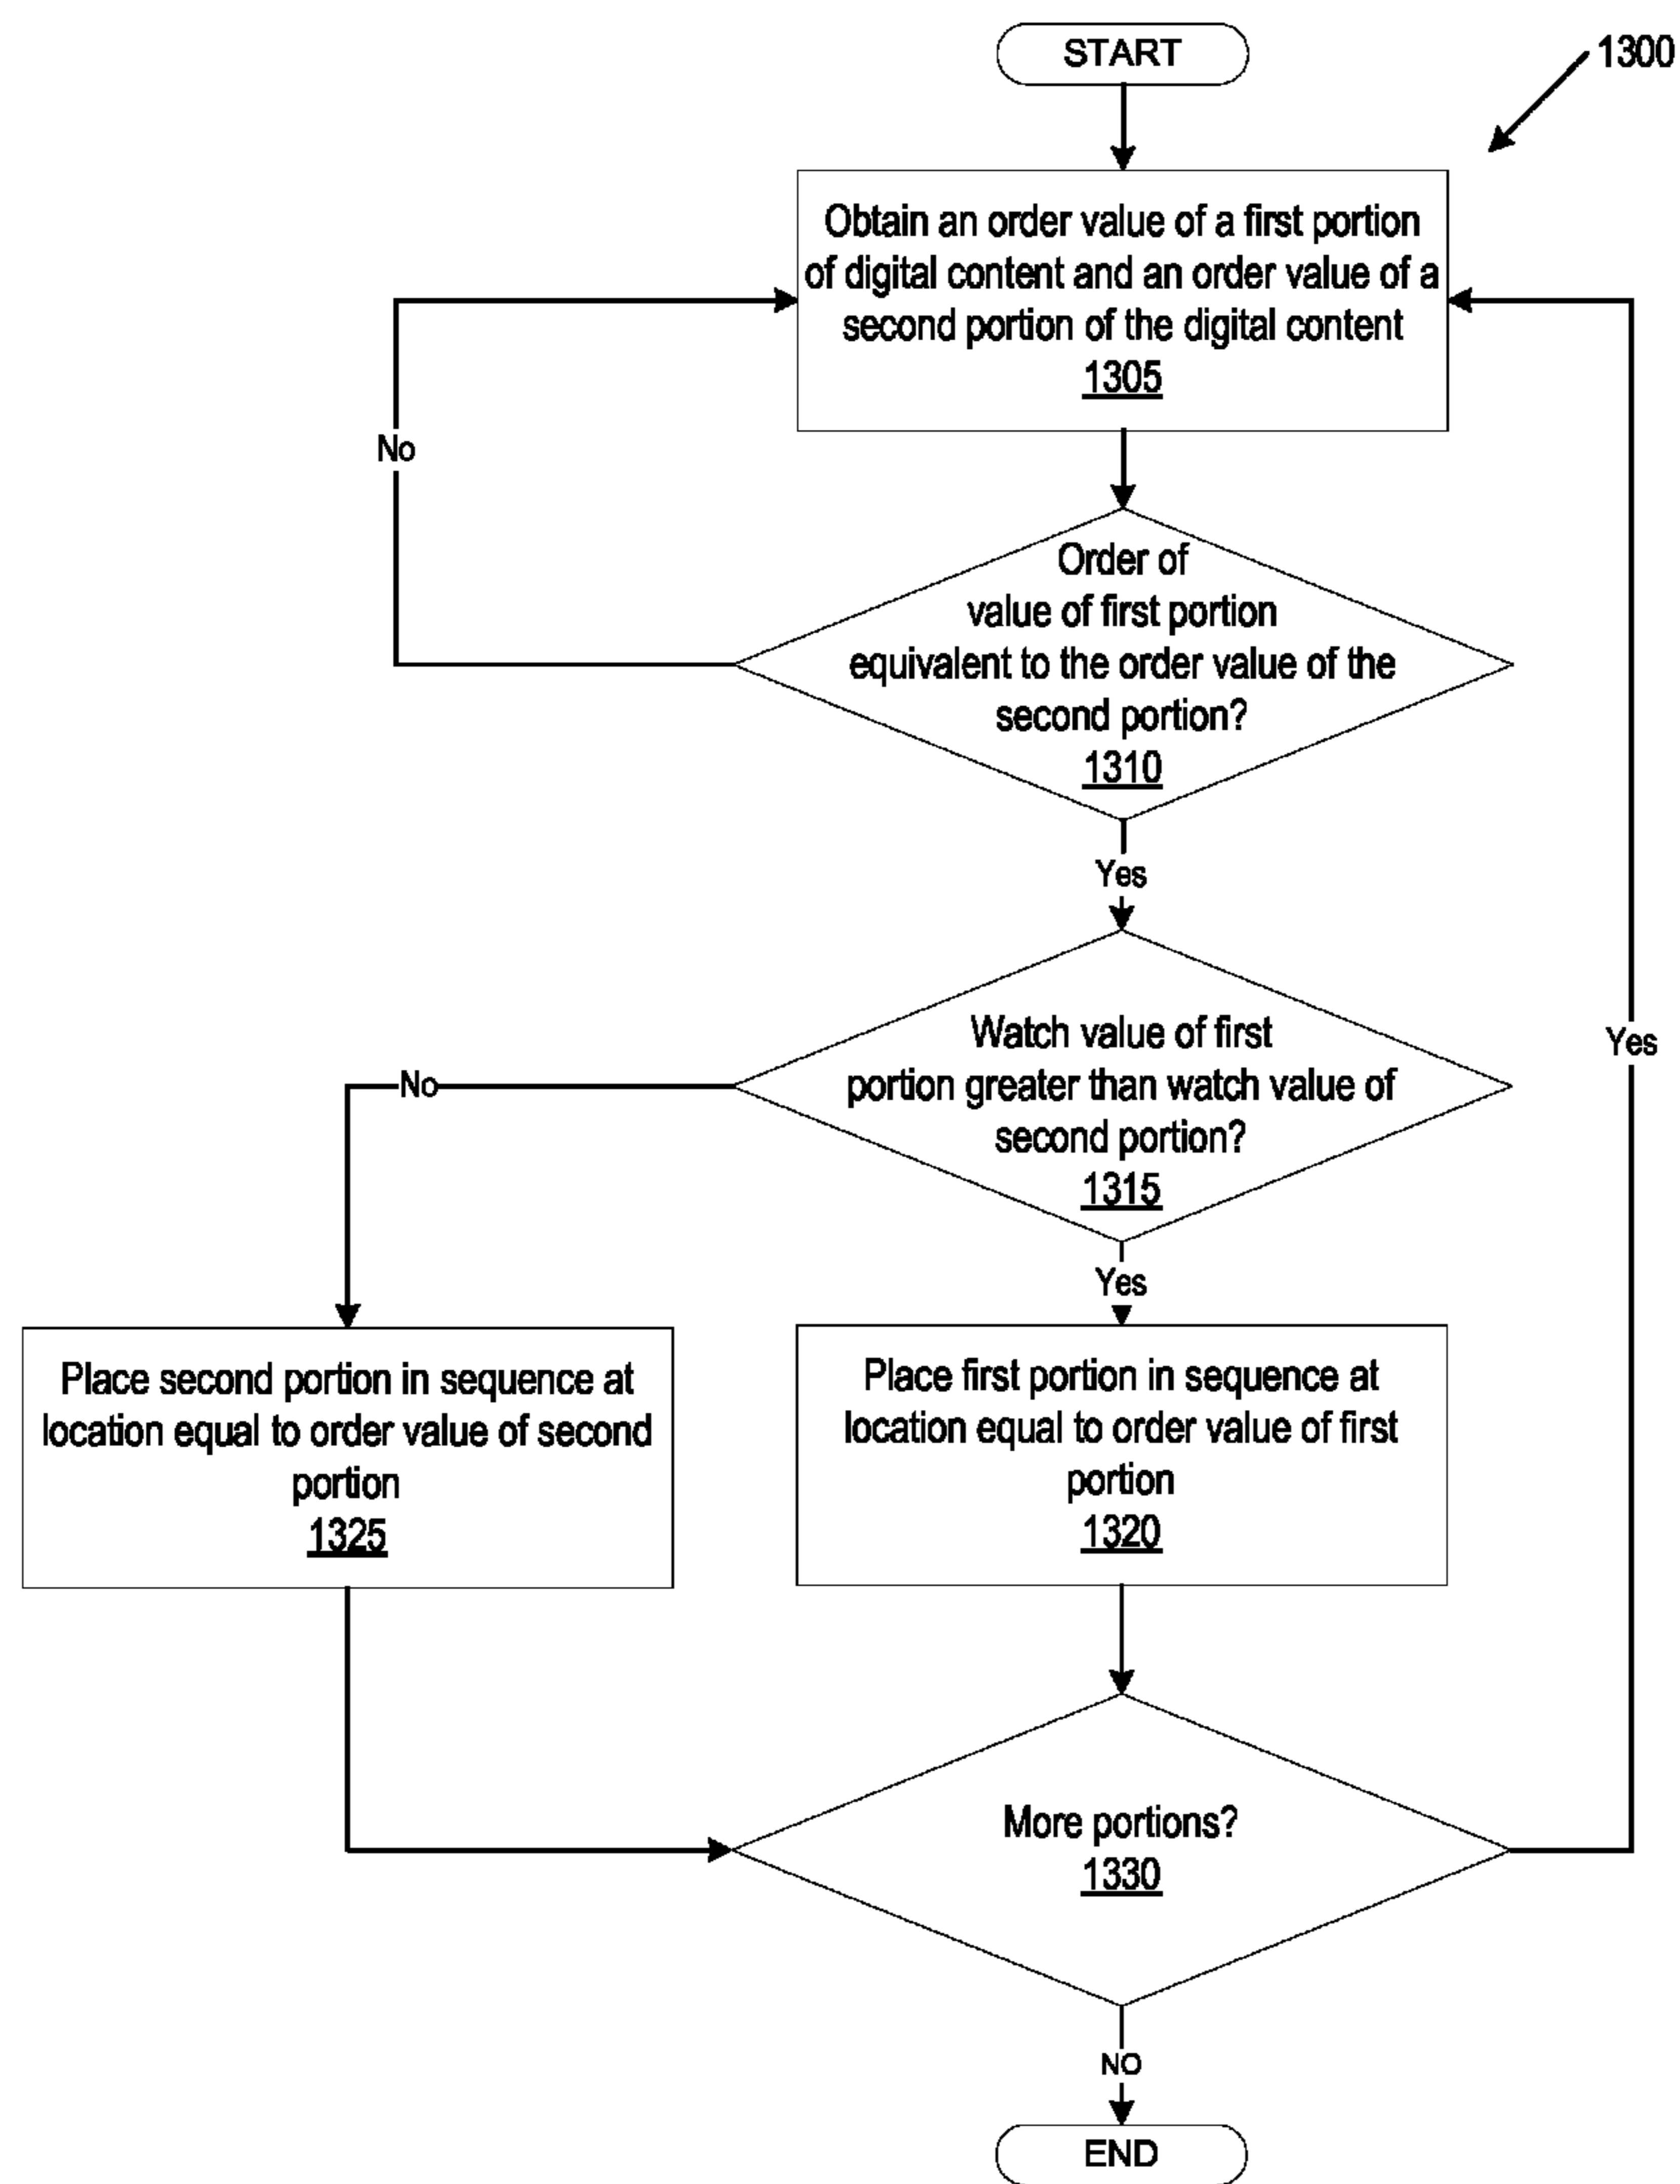 START
1300
Obtain an order value of a first portion
of digital content and an order value of a
second portion of the digital content
1305
No
Order of
value of first portion
equivalent to the order value of the
second portion?
1310
Yes
Watch value of first
portion greater than watch value of
second portion?
1315
No
Yes
Yes
Place second portion in sequence at
location equal to order value of second
portion
1325
Place first portion in sequence at
location equal to order value of first
portion
1320
More portions?
1330
NO
END